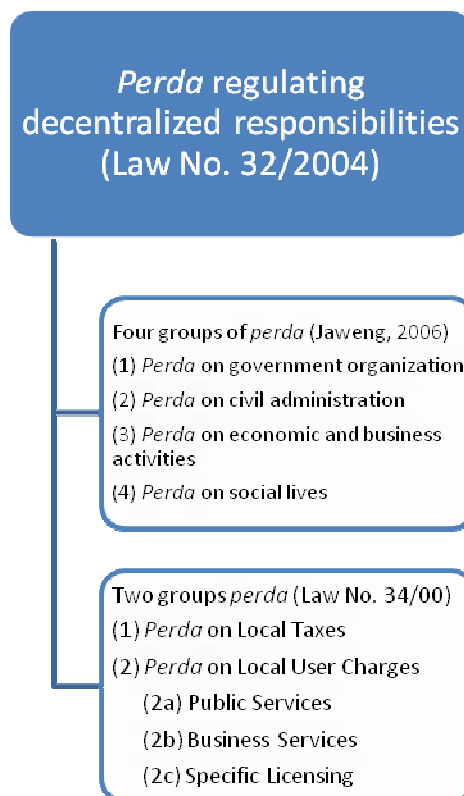 Perda regulating
decentralized responsibilities
(Law No. 32/2004)
Four groups of perda (Jaweng, 2006)
(1) Perda on government organization
(2) Perda on civil administration
(3) Perda on economic and business
activities
(4) Perda on social lives
Two groups perda (Law No. 34/00)
(1) Perda on Local Taxes
(2) Perda on Local User Charges
(2a) Public Services
(2b) Business Services
(2c) Specific Licensing